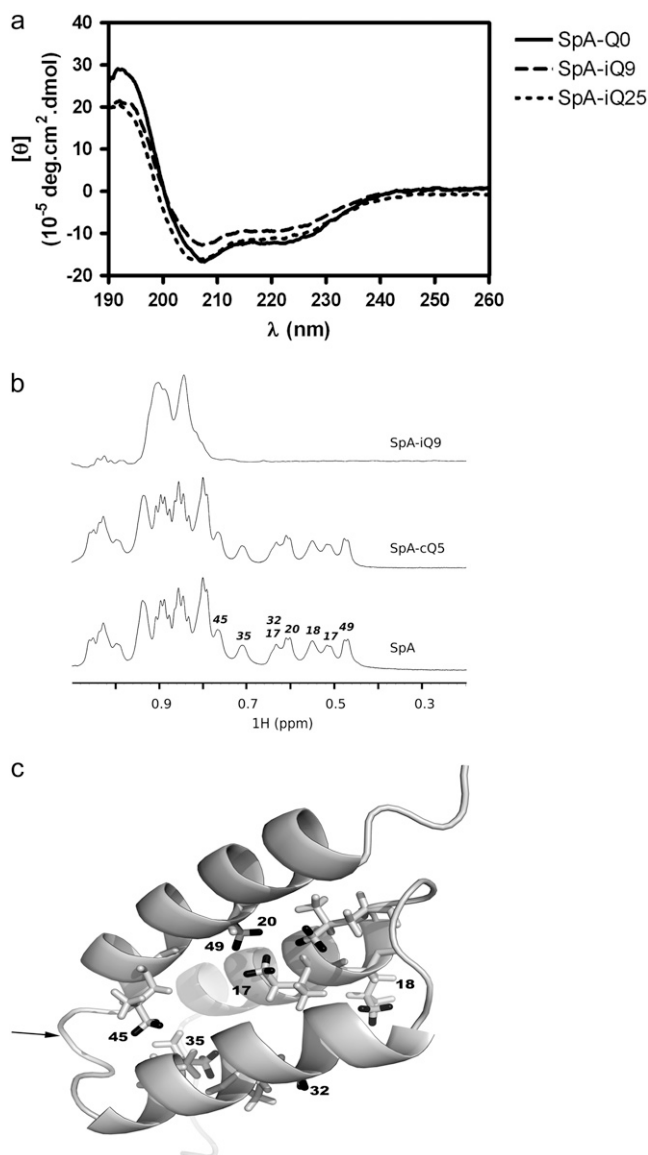 a
SpA-Q0
SpA-iQ9
SpA-iQ25
[θ]
(10⁻⁵ deg.cm².dmol)
40
30
20
10
0
-10
-20
190 200 210 220 230 240 250 260
λ (nm)
b
SpA-iQ9
SpA-cQ5
SpA
45 35 32 17 20 18 17 49
0.9 0.7 0.5 0.3
1H (ppm)
c
20
49
17
18
45
35
32